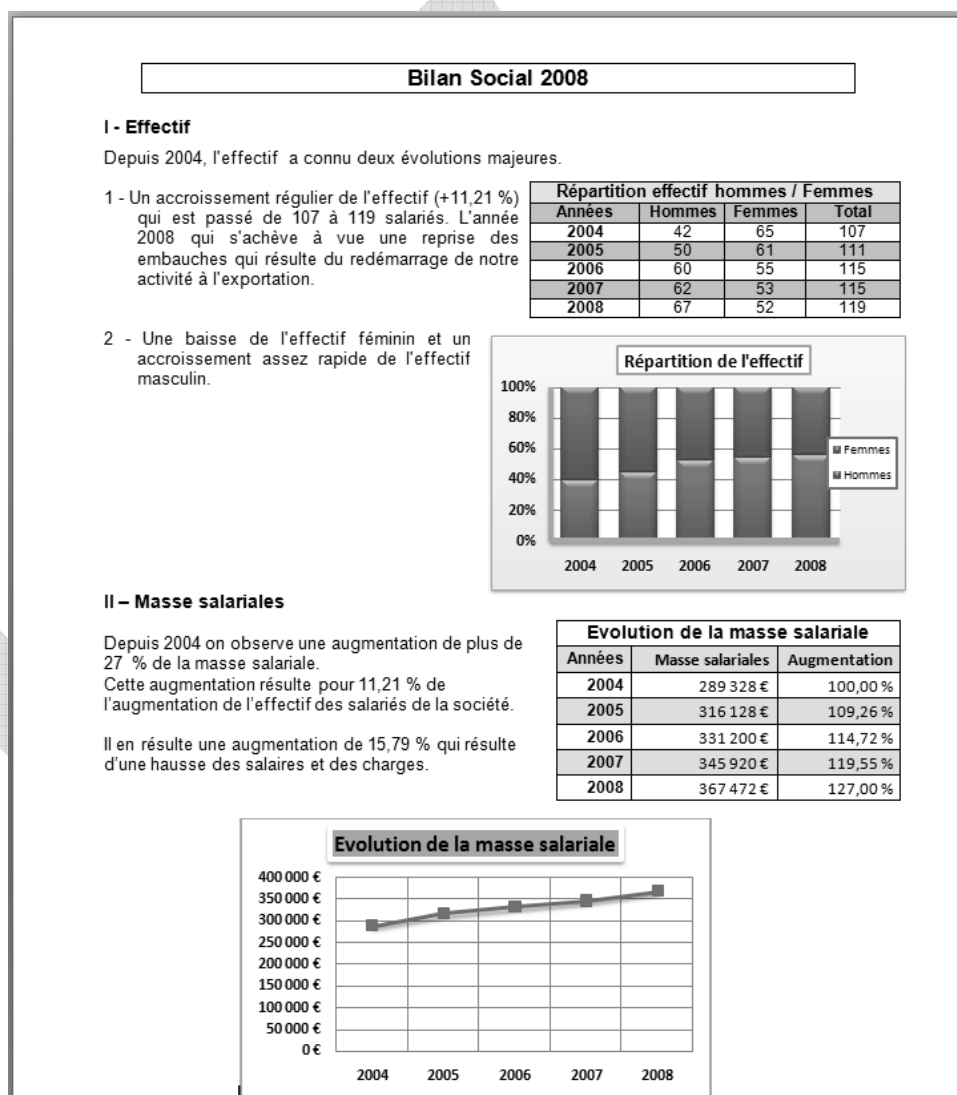 Bilan Social 2008
I - Effectif
Depuis 2004, l'effectif a connu deux évolutions majeures.
1 - Un accroissement régulier de l'effectif (+11,21 %)
qui est passé de 107 à 119 salariés. L'année
2008 qui s'achève à vue une reprise des
embauches qui résulte du redémarrage de notre
activité à l'exportation.
Répartition effectif hommes / Femmes
Années Hommes Femmes Total
2004 42 65 107
2005 50 61 111
2006 60 55 115
2007 62 53 115
2008 67 52 119
2 - Une baisse de l'effectif féminin et un
accroissement assez rapide de l'effectif
masculin.
Répartition de l'effectif
100%
80%
60%
40%
20%
0%
2004 2005 2006 2007 2008
Femmes
Hommes
II – Masse salariales
Depuis 2004 on observe une augmentation de plus de
27 % de la masse salariale.
Cette augmentation résulte pour 11,21 % de
l'augmentation de l'effectif des salariés de la société.
Il en résulte une augmentation de 15,79 % qui résulte
d'une hausse des salaires et des charges.
Evolution de la masse salariale
Années Masse salariales Augmentation
2004 289 328 € 100,00 %
2005 316 128 € 109,26 %
2006 331 200 € 114,72 %
2007 345 920 € 119,55 %
2008 367 472 € 127,00 %
Evolution de la masse salariale
400 000 €
350 000 €
300 000 €
250 000 €
200 000 €
150 000 €
100 000 €
50 000 €
0 €
2004 2005 2006 2007 2008